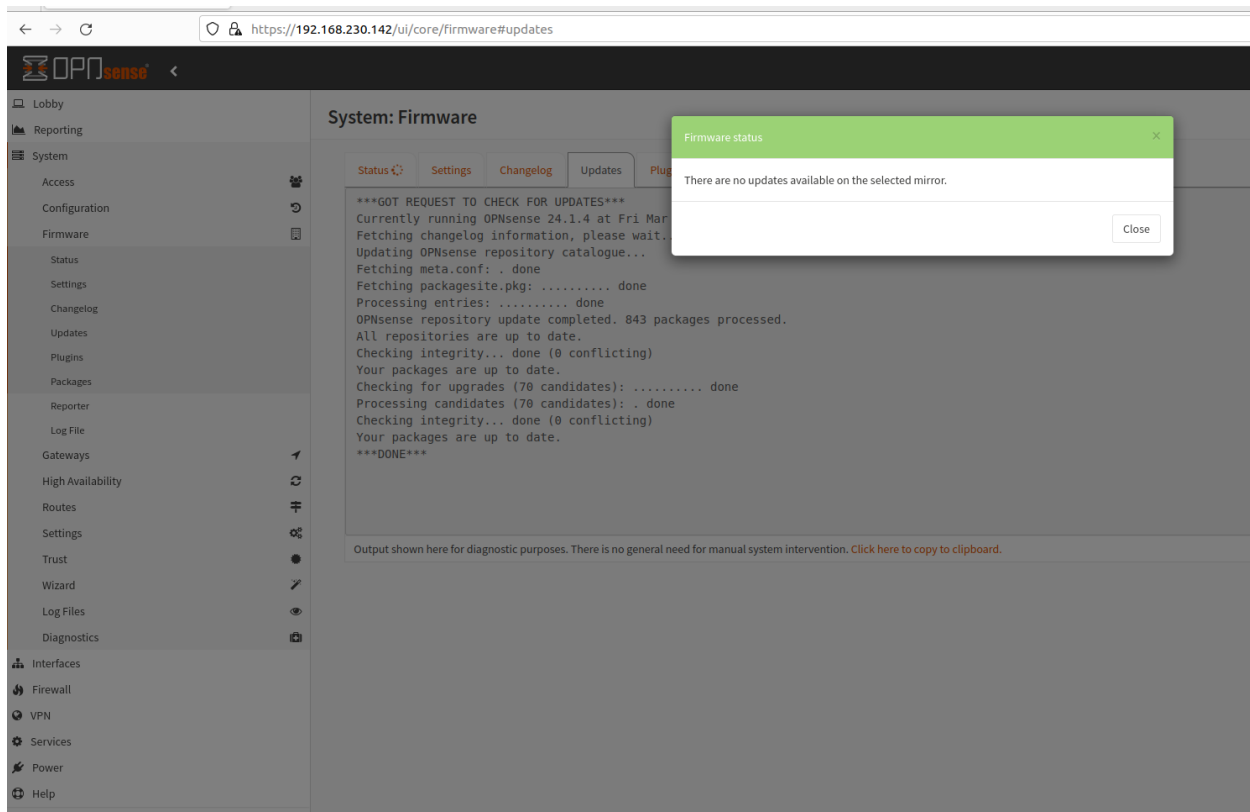 https://192.168.230.142/ui/core/firmware#updates
OPNsense
Lobby
Reporting
System
Access
Configuration
Firmware
Status
Settings
Changelog
Updates
Plugins
Packages
Reporter
Log File
Gateways
High Availability
Routes
Settings
Trust
Wizard
Log Files
Diagnostics
Interfaces
Firewall
VPN
Services
Power
Help
System: Firmware
Status Settings Changelog Updates Plug
***GOT REQUEST TO CHECK FOR UPDATES***
Currently running OPNsense 24.1.4 at Fri Mar
Fetching changelog information, please wait..
Updating OPNsense repository catalogue...
Fetching meta.conf: . done
Fetching packagesite.pkg: .......... done
Processing entries: .......... done
OPNsense repository update completed. 843 packages processed.
All repositories are up to date.
Checking integrity... done (0 conflicting)
Your packages are up to date.
Checking for upgrades (70 candidates): .......... done
Processing candidates (70 candidates): . done
Checking integrity... done (0 conflicting)
Your packages are up to date.
***DONE***
Output shown here for diagnostic purposes. There is no general need for manual system intervention. Click here to copy to clipboard.
Firmware status ×
There are no updates available on the selected mirror.
Close